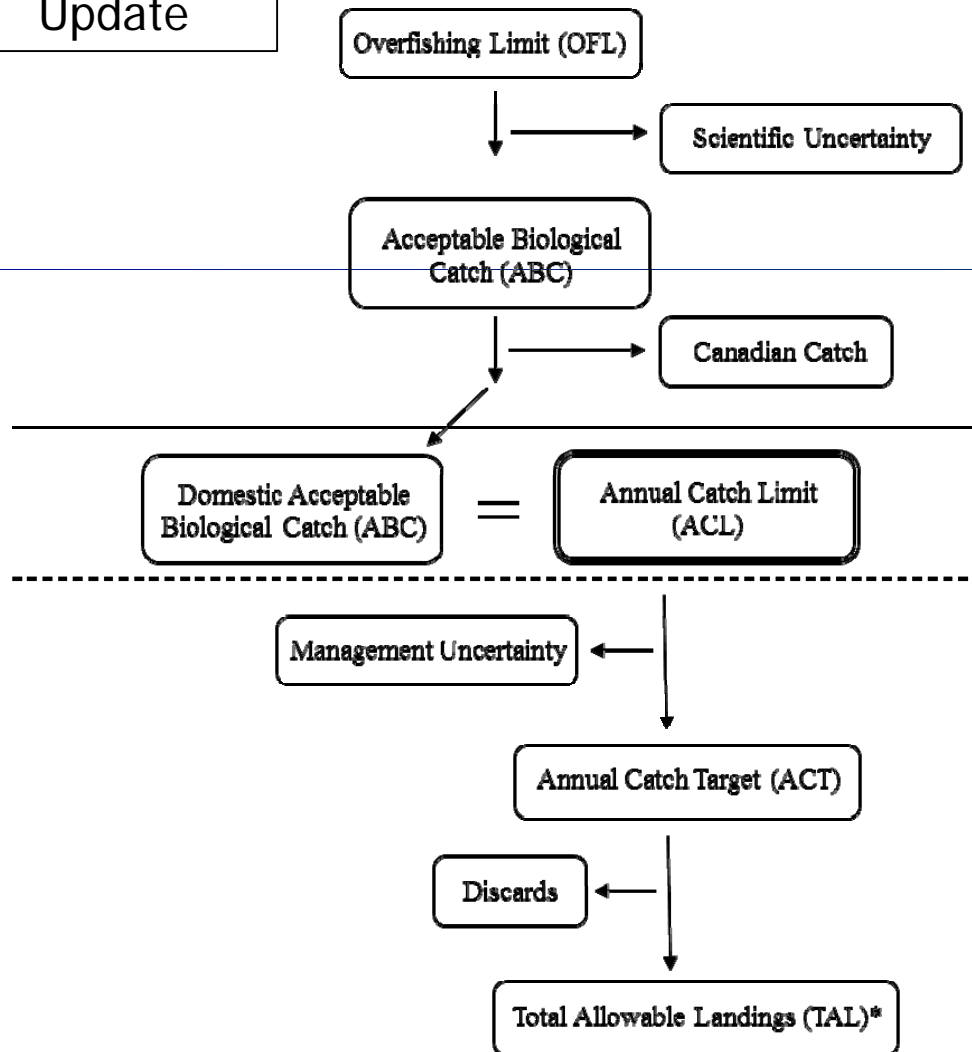 Update
Overfishing Limit (OFL)
Scientific Uncertainty
Acceptable Biological
Catch (ABC)
Canadian Catch
Domestic Acceptable
Biological Catch (ABC)
=
Annual Catch Limit
(ACL)
Management Uncertainty
Annual Catch Target (ACT)
Discards
Total Allowable Landings (TAL)*